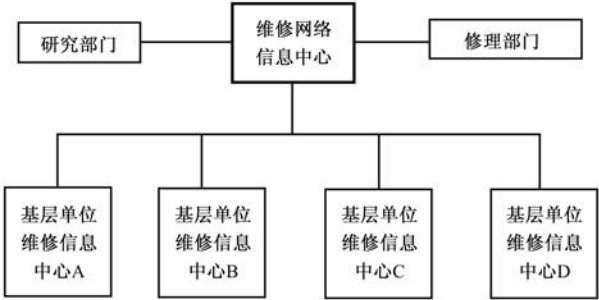 研究部门
维修网络
信息中心
修理部门
基层单位
维修信息
中心A
基层单位
维修信息
中心B
基层单位
维修信息
中心C
基层单位
维修信息
中心D